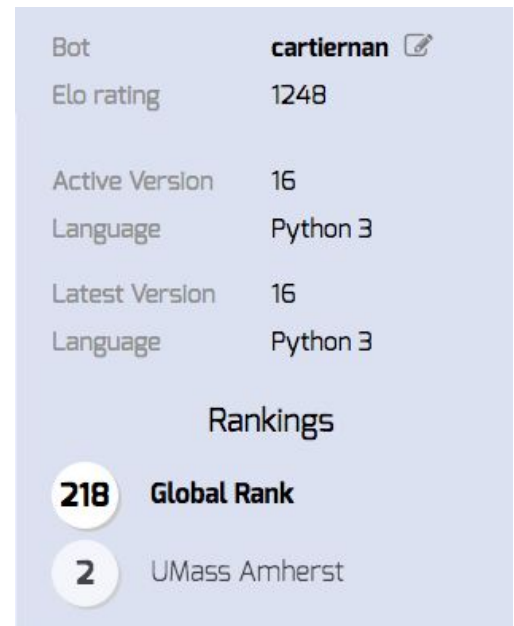 Bot cartiernan
Elo rating 1248
Active Version 16
Language Python 3
Latest Version 16
Language Python 3
Rankings
218 Global Rank
2 UMass Amherst